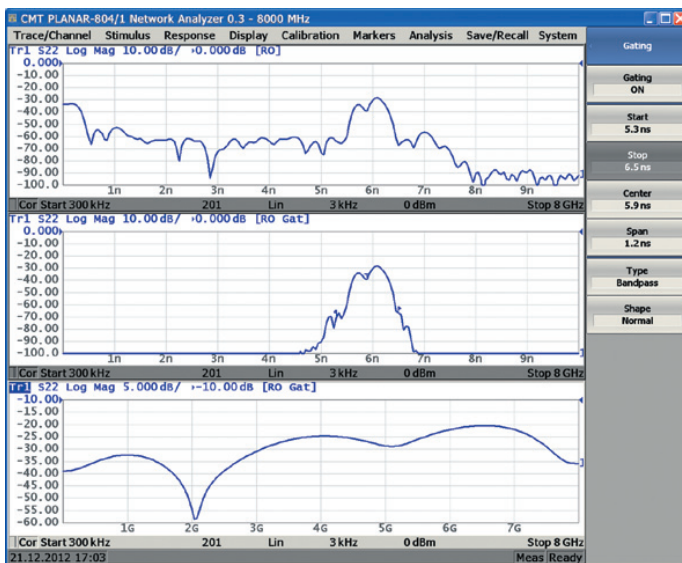 CMT PLANAR-804/1 Network Analyzer 0.3 - 8000 MHz
Trace/Channel Stimulus Response Display Calibration Markers Analysis Save/Recall System
Tr1 S22 Log Mag 10.00dB/ ▷0.000dB [RO]
0.000
-10.00
-20.00
-30.00
-40.00
-50.00
-60.00
-70.00
-80.00
-90.00
-100.0
1n 2n 3n 4n 5n 6n 7n 8n 9n
Cor Start 300 kHz 201 Lin 3 kHz 0 dBm Stop 8 GHz
Tr1 S22 Log Mag 10.00dB/ ▷0.000dB [RO Gat]
0.000
-10.00
-20.00
-30.00
-40.00
-50.00
-60.00
-70.00
-80.00
-90.00
-100.0
1n 2n 3n 4n 5n 6n 7n 8n 9n
Cor Start 300 kHz 201 Lin 3 kHz 0 dBm Stop 8 GHz
Tr1 S22 Log Mag 5.000dB/ ▷-10.00dB [RO Gat]
-10.00
-15.00
-20.00
-25.00
-30.00
-35.00
-40.00
-45.00
-50.00
-55.00
-60.00
1G 2G 3G 4G 5G 6G 7G
Cor Start 300 kHz 201 Lin 3 kHz 0 dBm Stop 8 GHz
21.12.2012 17:03 Meas Ready
Gating
Gating
ON
Start
5.3 ns
Stop
6.5 ns
Center
5.9 ns
Span
1.2 ns
Type
Bandpass
Shape
Normal